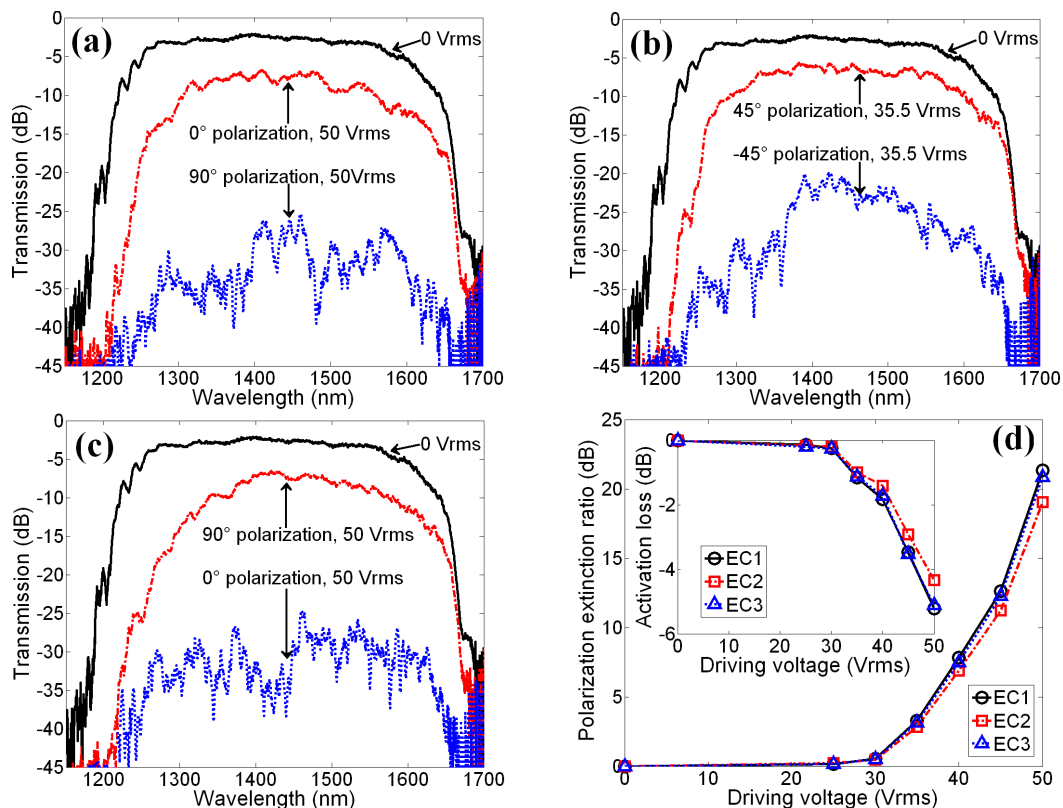 (a)
0 Vrms
0° polarization, 50 Vrms
90° polarization, 50Vrms
Transmission (dB)
0
-5
-10
-15
-20
-25
-30
-35
-40
-45
1200 1300 1400 1500 1600 1700
Wavelength (nm)
(b)
0 Vrms
45° polarization, 35.5 Vrms
-45° polarization, 35.5 Vrms
Transmission (dB)
0
-5
-10
-15
-20
-25
-30
-35
-40
-45
1200 1300 1400 1500 1600 1700
Wavelength (nm)
(c)
0 Vrms
90° polarization, 50 Vrms
0° polarization, 50 Vrms
Transmission (dB)
0
-5
-10
-15
-20
-25
-30
-35
-40
-45
1200 1300 1400 1500 1600 1700
Wavelength (nm)
(d)
Polarization extinction ratio (dB)
25
20
15
10
5
0
0 10 20 30 40 50
Driving voltage (Vrms)
EC1
EC2
EC3
Activation loss (dB)
0
-2
-4
-6
0 10 20 30 40 50
Driving voltage (Vrms)
EC1
EC2
EC3